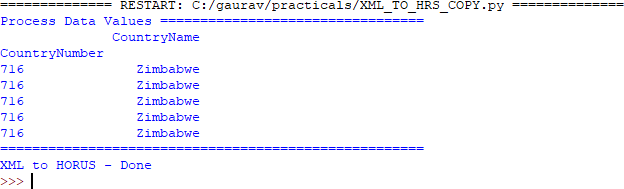 ============== RESTART: C:/gaurav/practicals/XML_TO_HRS_COPY.py ==============
Process Data Values =================================
CountryName
CountryNumber
716 Zimbabwe
716 Zimbabwe
716 Zimbabwe
716 Zimbabwe
716 Zimbabwe
=====================================================
XML to HORUS - Done
>>>